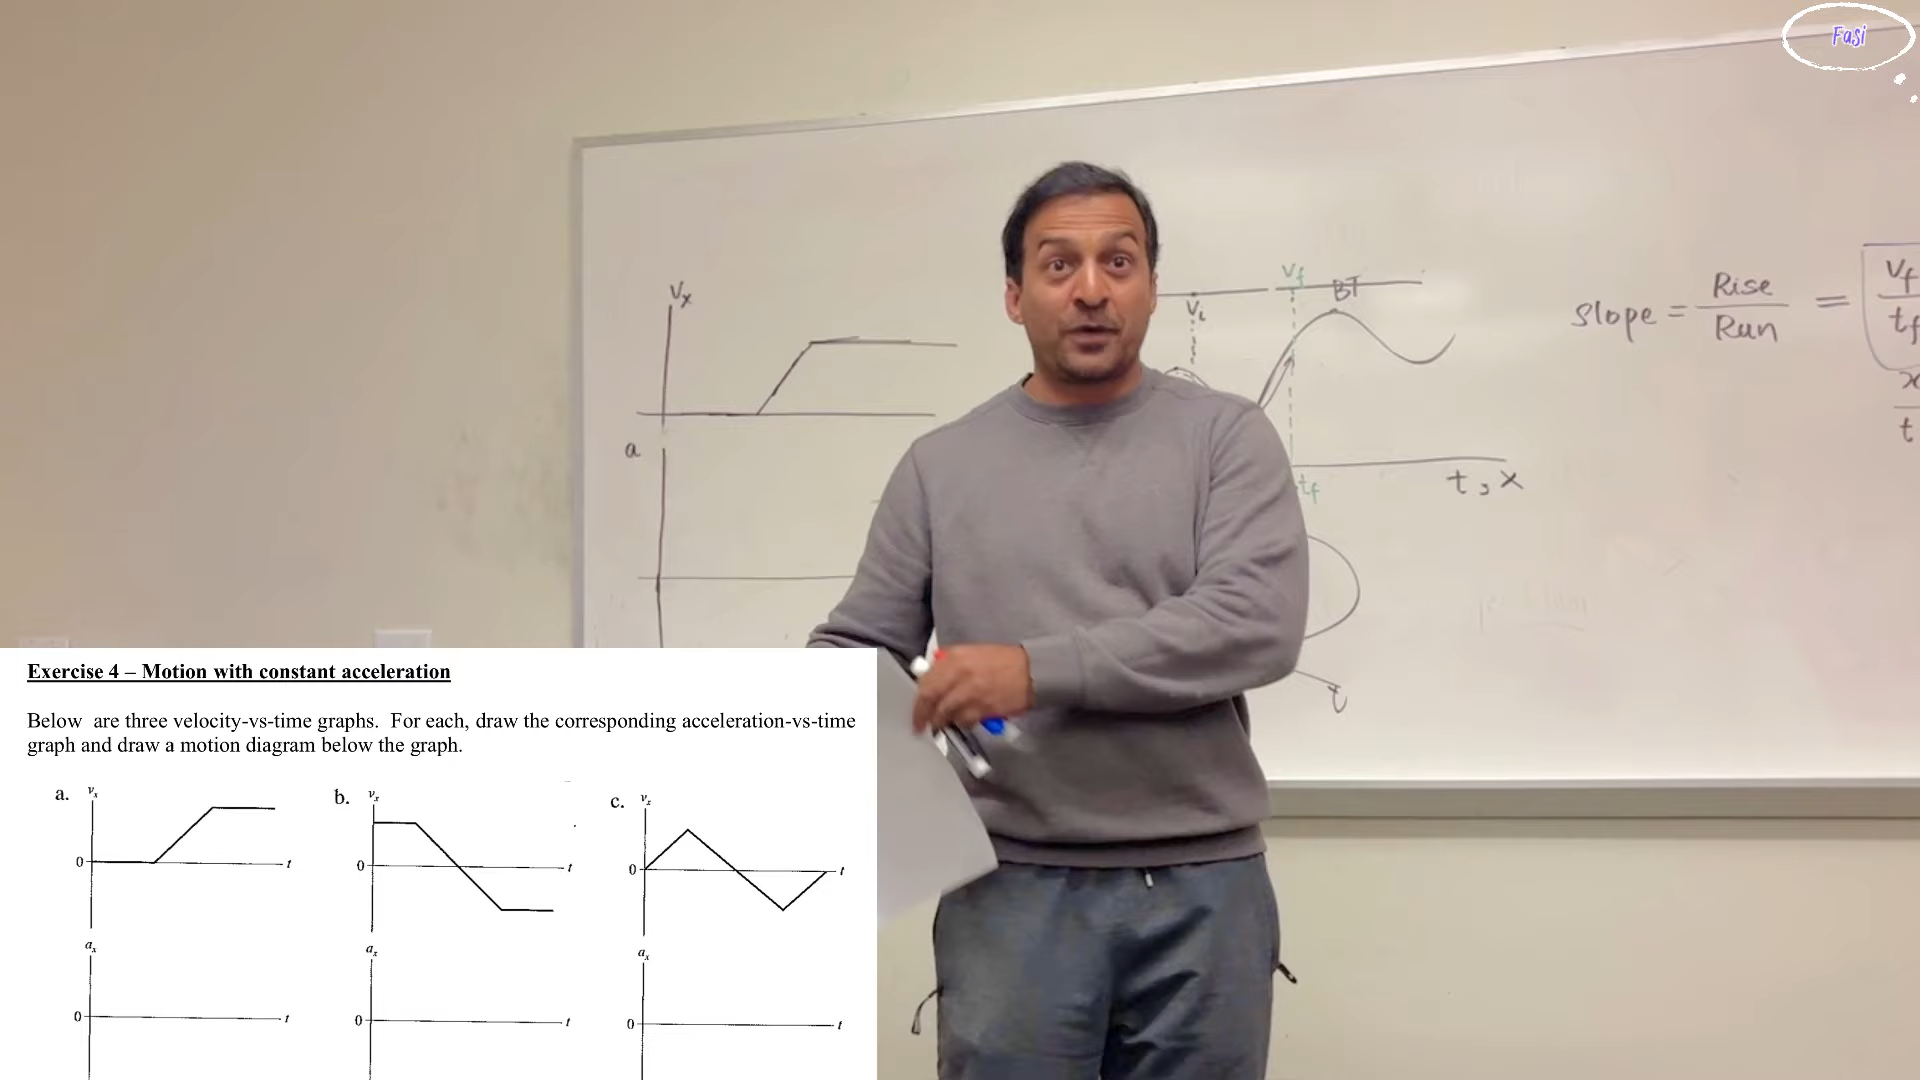 Fasi
Vx
a
Vi
Vf
BT
tf
t, x
t
Slope = Rise
Run
=
Vf
tf
x
t
Exercise 4 – Motion with constant acceleration
Below are three velocity-vs-time graphs. For each, draw the corresponding acceleration-vs-time
graph and draw a motion diagram below the graph.
a. vx
0
t
b. vx
0
t
c. vx
0
t
ax
0
t
ax
0
t
ax
0
t